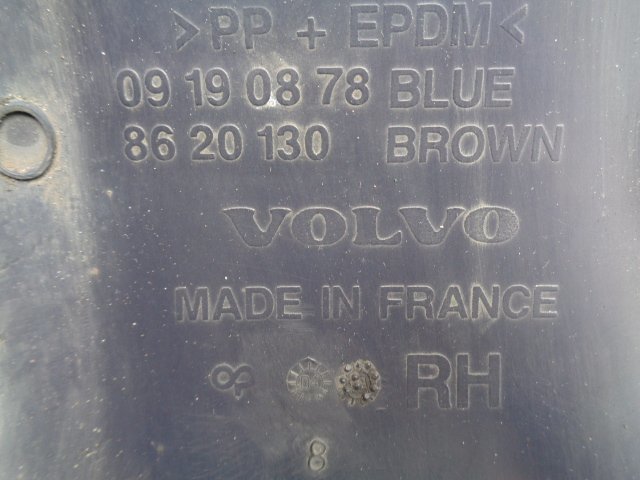 >PP + EPDM<
09 19 08 78 BLUE
86 20 130 BROWN
VOLVO
MADE IN FRANCE
RH
8